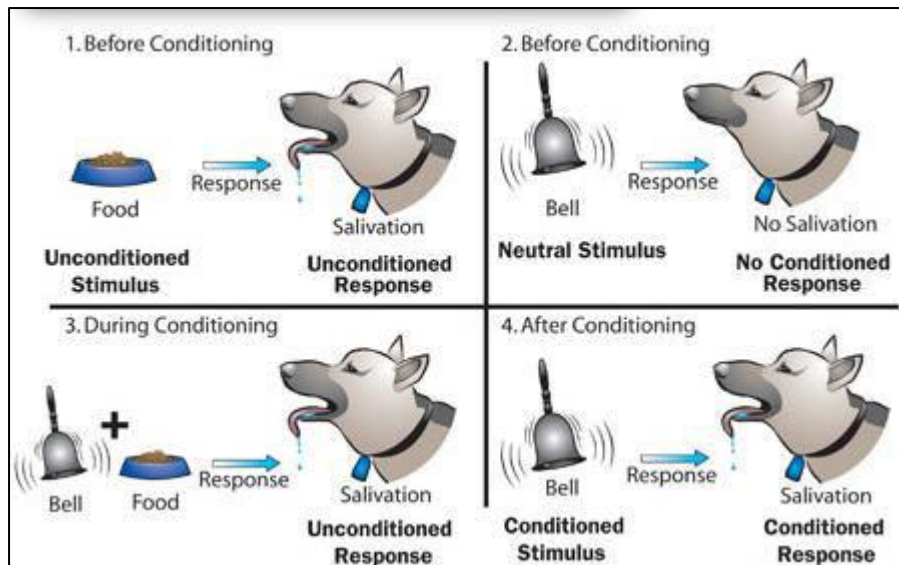 1. Before Conditioning
Response
Food
Salivation
Unconditioned
Stimulus
Unconditioned
Response
2. Before Conditioning
Response
Bell
No Salivation
Neutral Stimulus
No Conditioned
Response
3. During Conditioning
+
Response
Bell
Food
Salivation
Unconditioned
Response
4. After Conditioning
Response
Bell
Salivation
Conditioned
Stimulus
Conditioned
Response